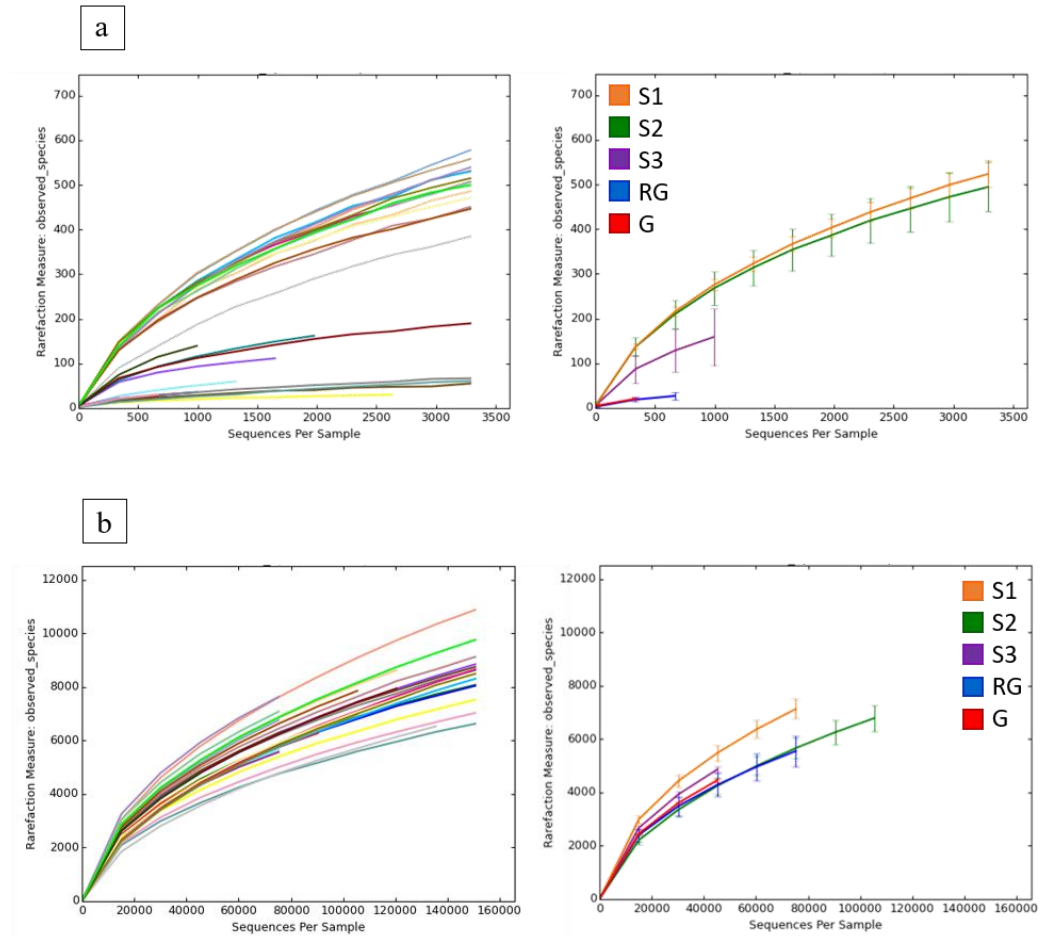 a
700
600
500
400
300
200
100
0
Rarefaction Measure: observed_species
0 500 1000 1500 2000 2500 3000 3500
Sequences Per Sample
700
600
500
400
300
200
100
0
Rarefaction Measure: observed_species
S1
S2
S3
RG
G
0 500 1000 1500 2000 2500 3000 3500
Sequences Per Sample
b
12000
10000
8000
6000
4000
2000
0
Rarefaction Measure: observed_species
0 20000 40000 60000 80000 100000 120000 140000 160000
Sequences Per Sample
12000
10000
8000
6000
4000
2000
0
Rarefaction Measure: observed_species
S1
S2
S3
RG
G
0 20000 40000 60000 80000 100000 120000 140000 160000
Sequences Per Sample